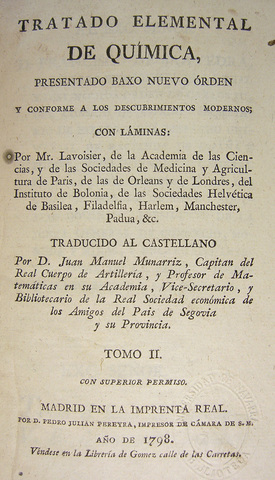 TRATADO ELEMENTAL
DE QUÍMICA,
PRESENTADO BAXO NUEVO ÓRDEN
Y CONFORME A LOS DESCUBRIMIENTOS MODERNOS;
CON LÁMINAS:
Por Mr. Lavoisier, de la Academia de las Cien-
cias, y de las Sociedades de Medicina y Agricul-
tura de Paris, de las de Orleans y de Londres, del
Instituto de Bolonia, de las Sociedades Helvética
de Basilea, Filadelfia, Harlem, Manchester,
Padua, &c.
TRADUCIDO AL CASTELLANO
Por D. Juan Manuel Munarriz, Capitan del
Real Cuerpo de Artilleria, y Profesor de Ma-
temáticas en su Academia, Vice-Secretario, y
Bibliotecario de la Real Sociedad económica de
los Amigos del Pais de Segovia
y su Provincia.
TOMO II.
CON SUPERIOR PERMISO.
MADRID EN LA IMPRENTA REAL.
POR D. PEDRO JULIAN PEREYRA, IMPRESOR DE CÁMARA DE S. M.
AÑO DE 1798.
Véndese en la Librería de Gomez calle de las Carretas.